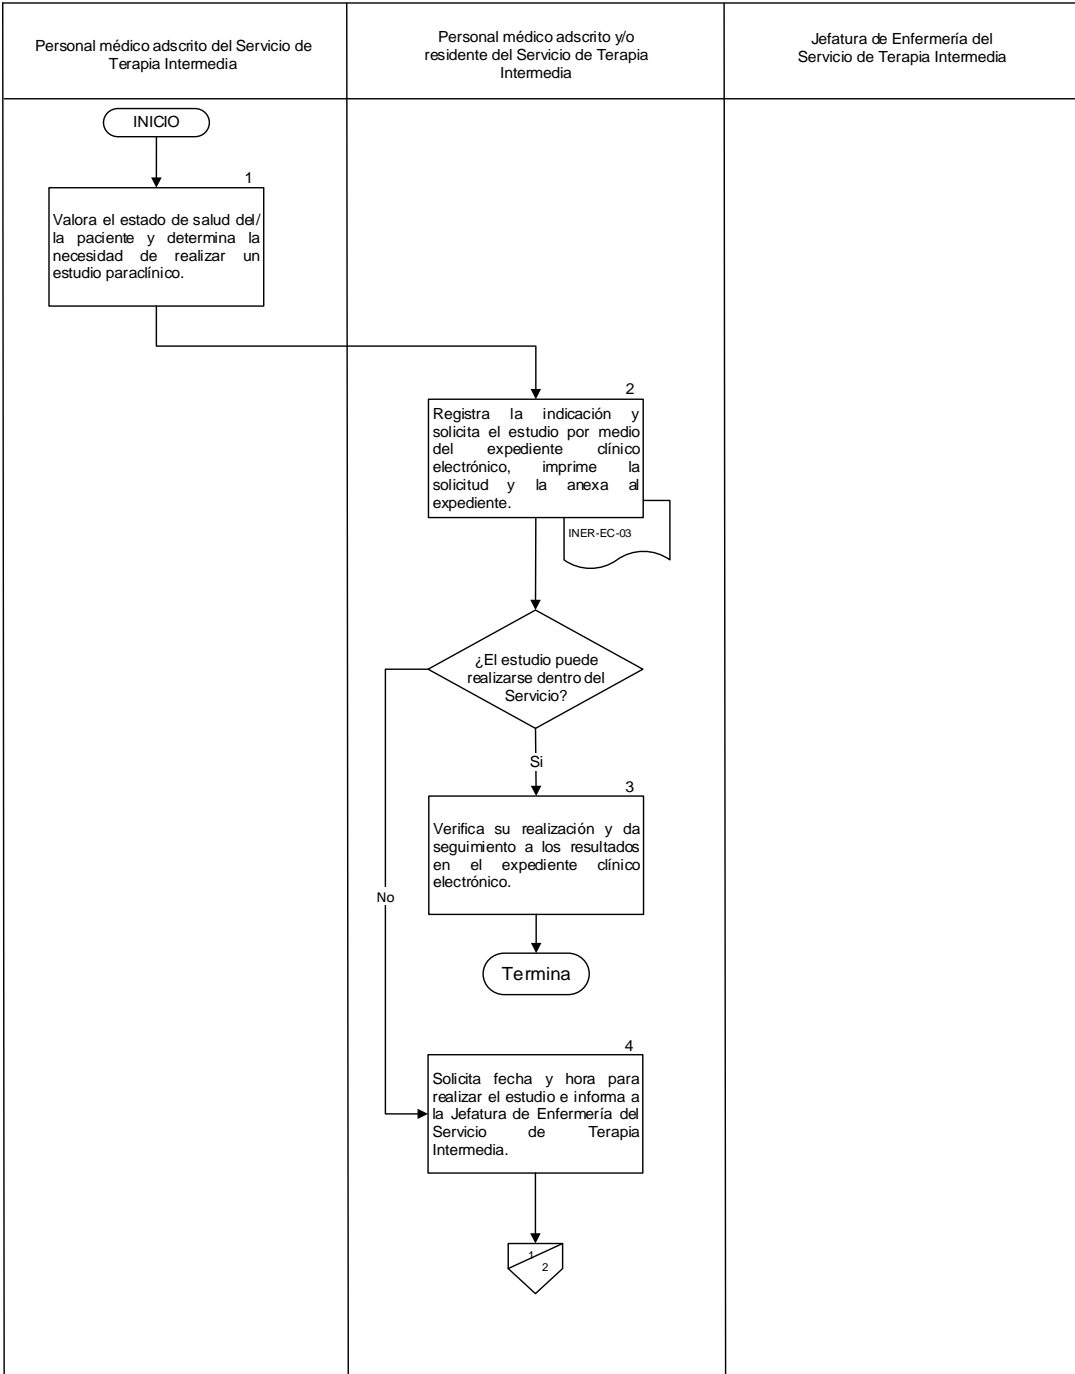 Personal médico adscrito del Servicio de
Terapia Intermedia
Personal médico adscrito y/o
residente del Servicio de Terapia
Intermedia
Jefatura de Enfermería del
Servicio de Terapia Intermedia
INICIO
1
Valora el estado de salud del/
la paciente y determina la
necesidad de realizar un
estudio paraclínico.
2
Registra la indicación y
solicita el estudio por medio
del expediente clínico
electrónico, imprime la
solicitud y la anexa al
expediente.
INER-EC-03
¿El estudio puede
realizarse dentro del
Servicio?
Si
3
Verifica su realización y da
seguimiento a los resultados
en el expediente clínico
electrónico.
No
Termina
4
Solicita fecha y hora para
realizar el estudio e informa a
la Jefatura de Enfermería del
Servicio de Terapia
Intermedia.
1
2